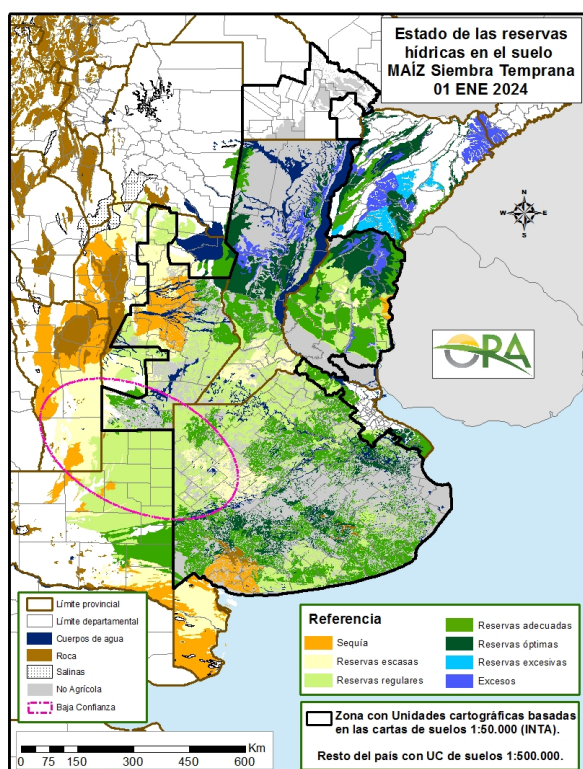 Estado de las reservas
hídricas en el suelo
MAÍZ Siembra Temprana
01 ENE 2024
N
W E
S
ORA
Límite provincial
Límite departamental
Cuerpos de agua
Roca
Salinas
No Agrícola
Baja Confianza
Referencia
Sequía
Reservas escasas
Reservas regulares
Reservas adecuadas
Reservas óptimas
Reservas excesivas
Excesos
Zona con Unidades cartográficas basadas
en las cartas de suelos 1:50.000 (INTA).
Resto del país con UC de suelos 1:500.000.
Km
0 75 150 300 450 600